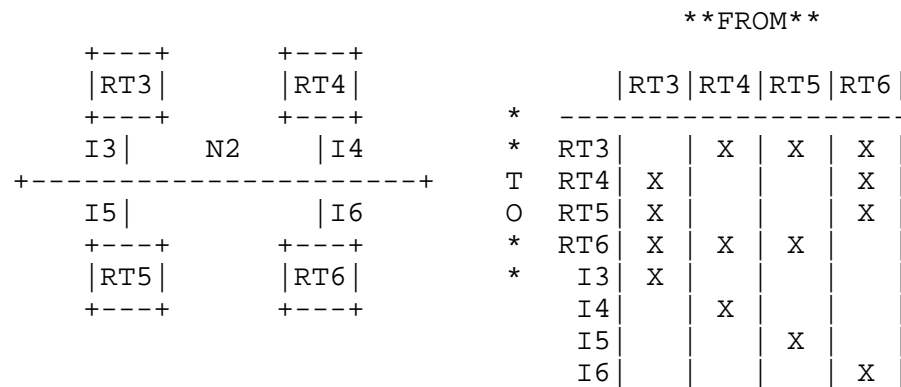 **FROM**
     +---+      +---+
     |RT3|      |RT4|              |RT3|RT4|RT5|RT6|
     +---+      +---+        *  --------------------
     I3|    N2    |I4        *  RT3|   | X | X | X |
 +----------------------+    T  RT4| X |   |   | X |
     I5|          |I6        O  RT5| X |   |   | X |
     +---+      +---+        *  RT6| X | X | X |   |
     |RT5|      |RT6|        *   I3| X |   |   |   |
     +---+      +---+            I4|   | X |   |   |
                                 I5|   |   | X |   |
                                 I6|   |   |   | X |